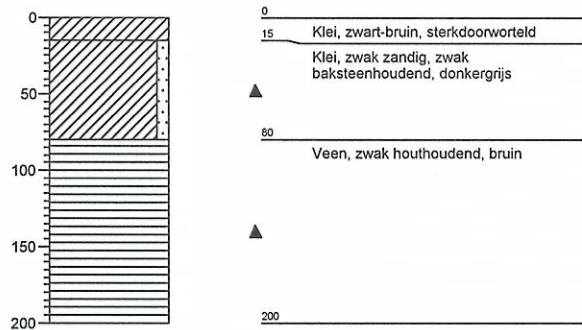 0
50
100
150
200
0
Klei, zwart-bruin, sterkdoorworteld
15
Klei, zwak zandig, zwak
baksteenhoudend, donkergrijs
80
Veen, zwak houthoudend, bruin
200